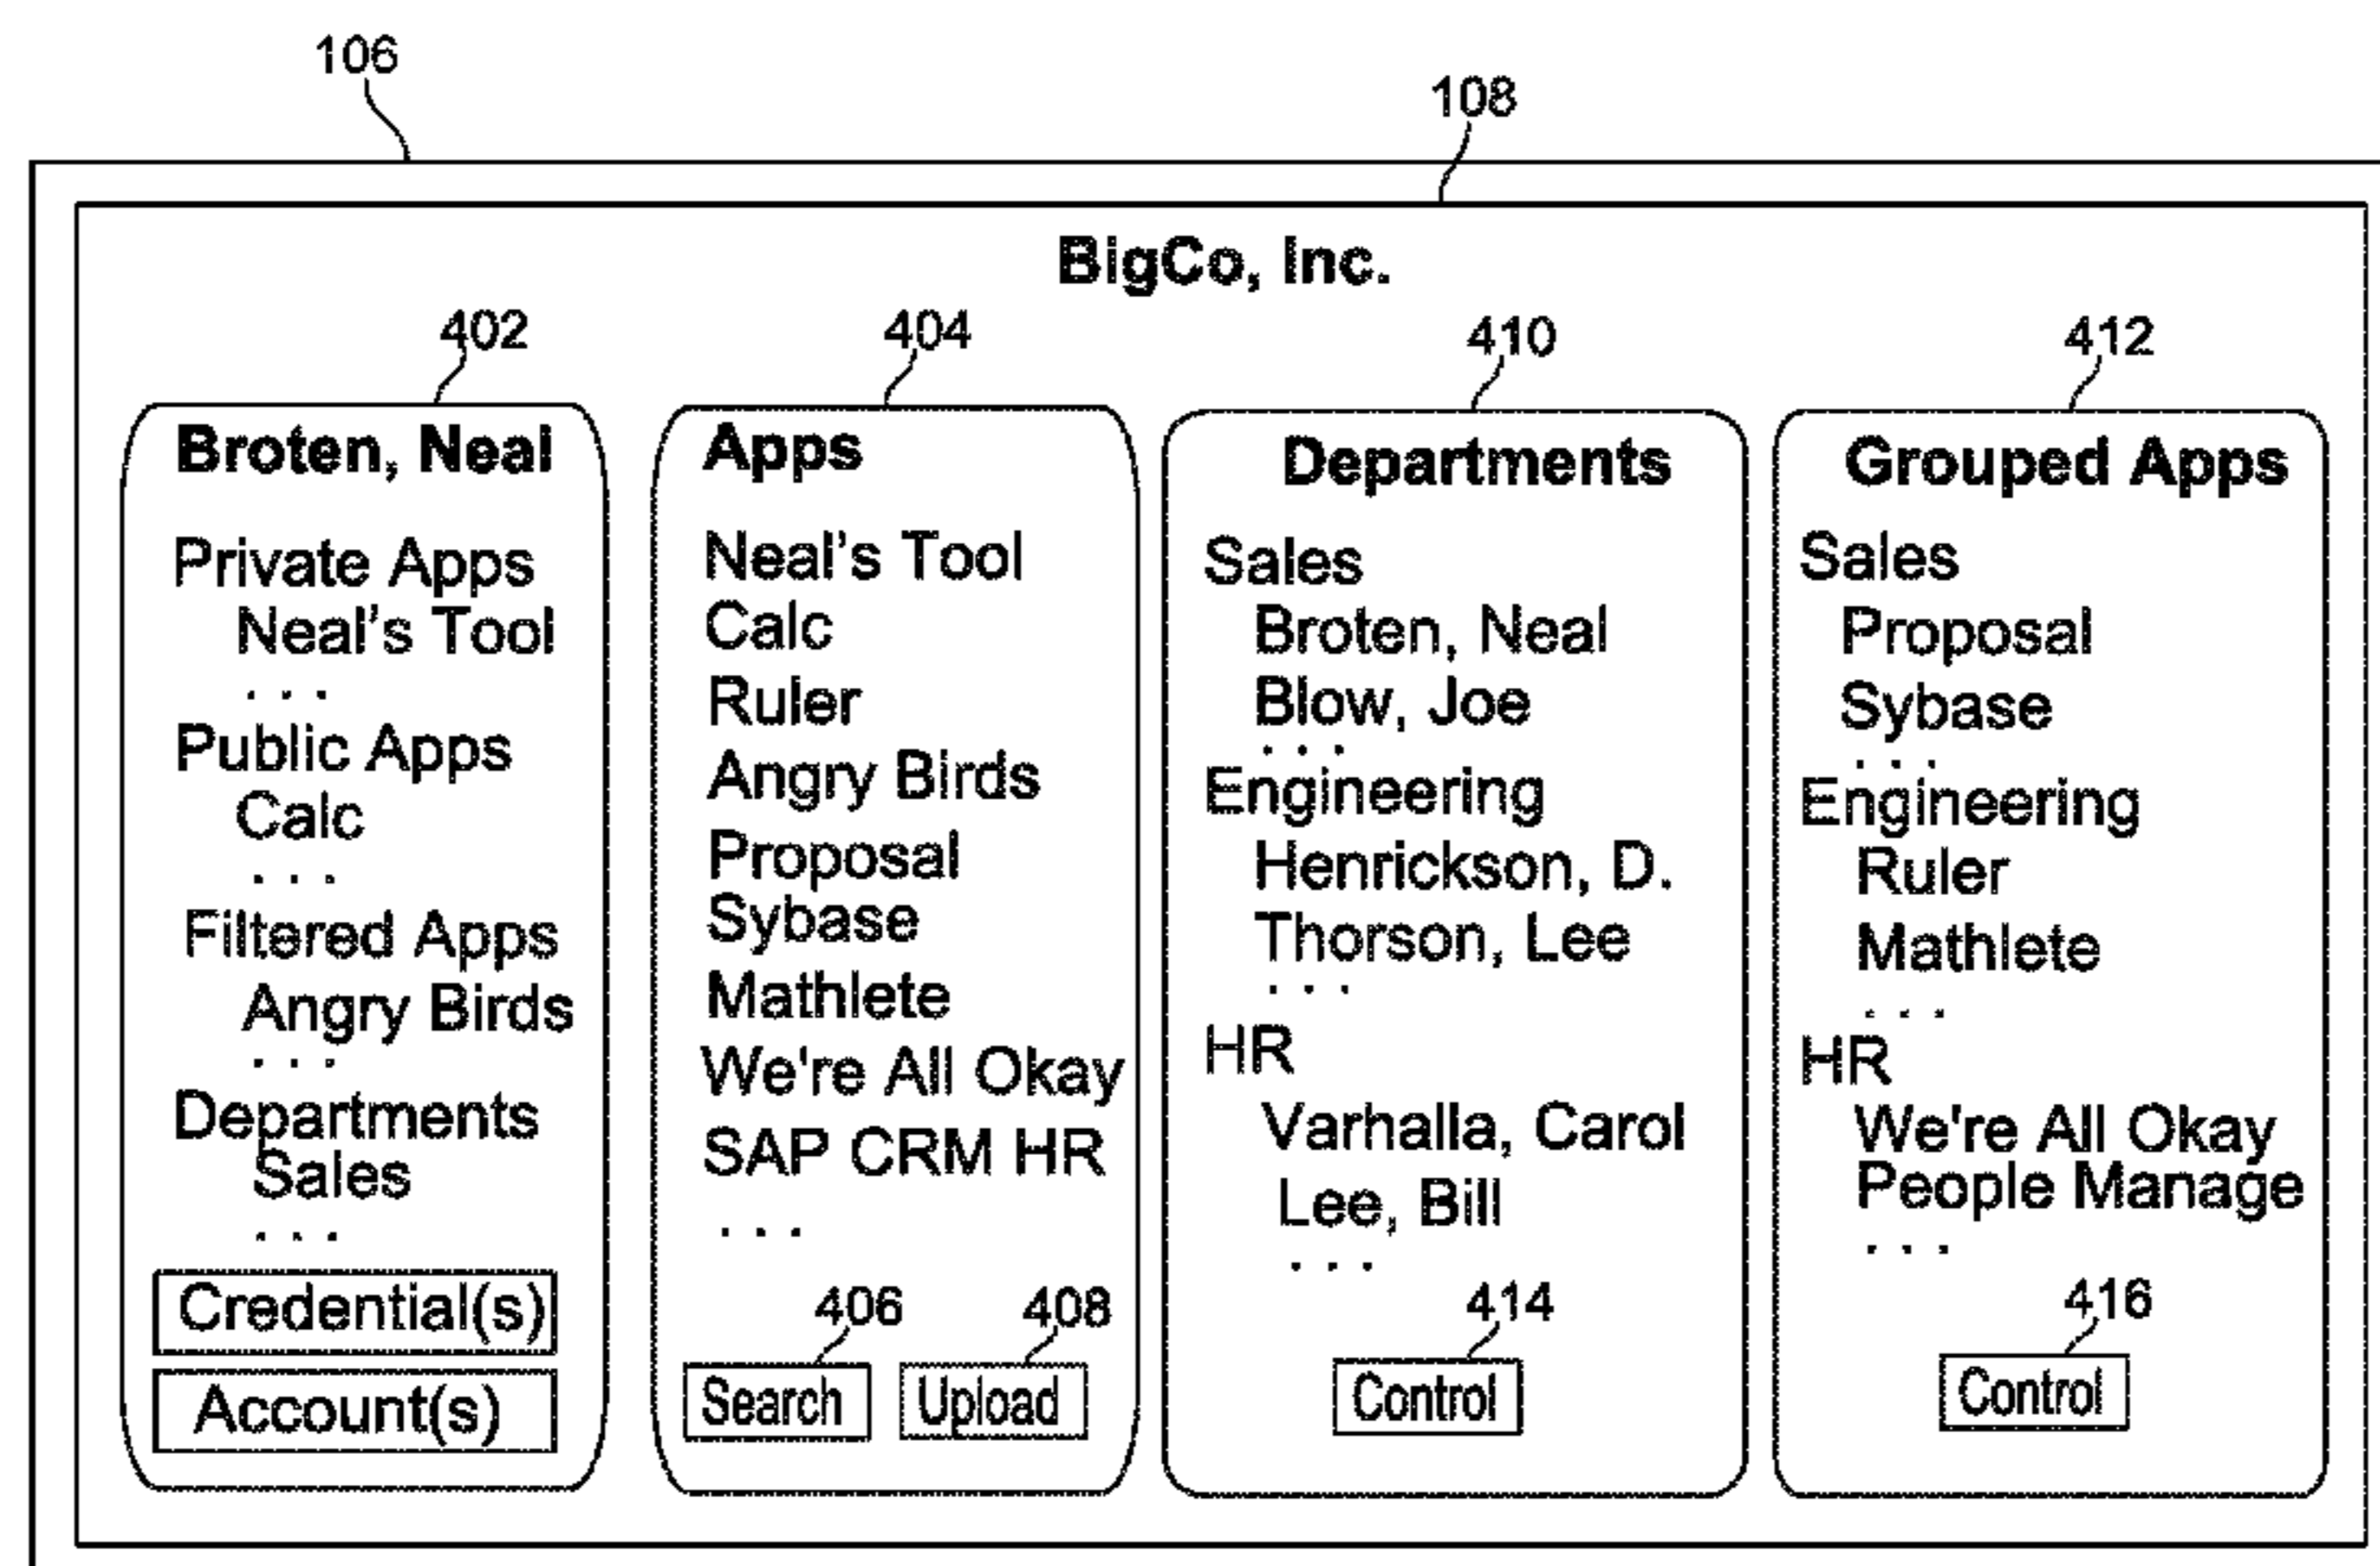 106
108
BigCo, Inc.
402
Broten, Neal
Private Apps
Neal's Tool
. . .
Public Apps
Calc
. . .
Filtered Apps
Angry Birds
. . .
Departments
Sales
. . .
Credential(s)
Account(s)
404
Apps
Neal's Tool
Calc
Ruler
Angry Birds
Proposal
Sybase
Mathlete
We're All Okay
SAP CRM HR
. . .
406
408
Search
Upload
410
Departments
Sales
Broten, Neal
Blow, Joe
. . .
Engineering
Henrickson, D.
Thorson, Lee
. . .
HR
Varhalla, Carol
Lee, Bill
. . .
414
Control
412
Grouped Apps
Sales
Proposal
Sybase
. . .
Engineering
Ruler
Mathlete
. . .
HR
We're All Okay
People Manage
. . .
416
Control